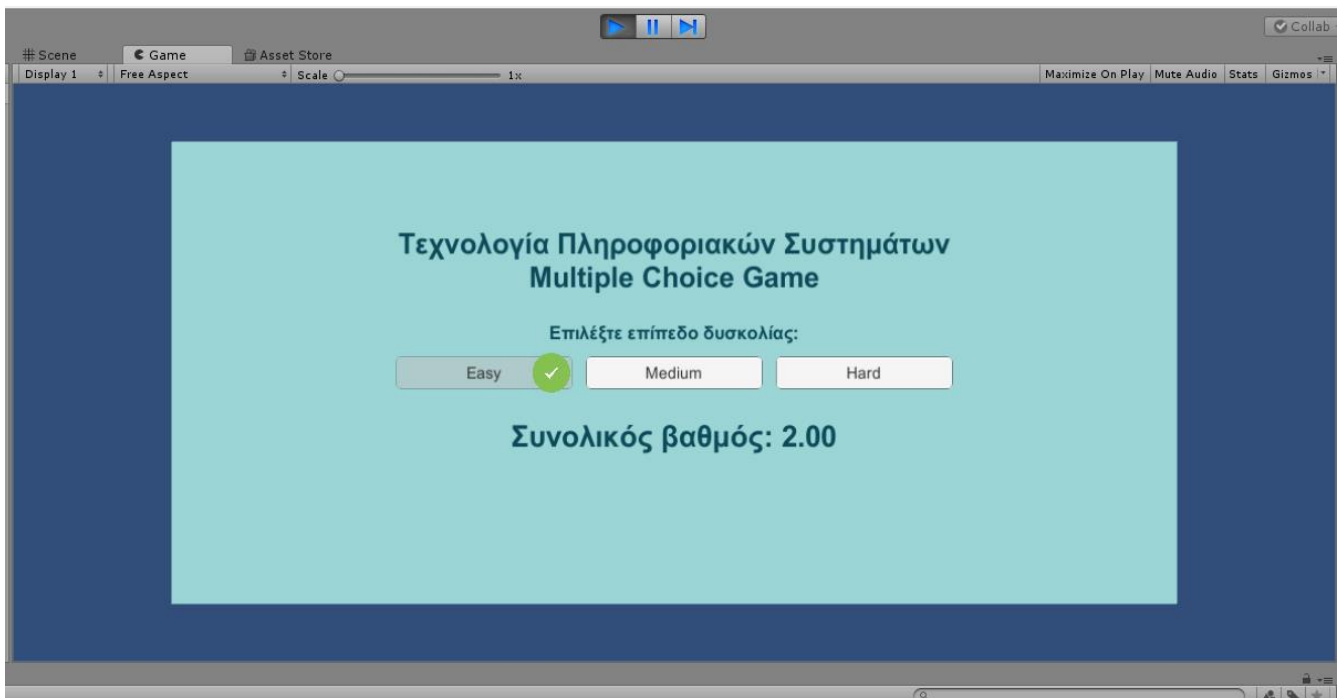 Collab
Scene
Game
Asset Store
Display 1
Free Aspect
Scale
1x
Maximize On Play
Mute Audio
Stats
Gizmos
Τεχνολογία Πληροφοριακών Συστημάτων
Multiple Choice Game
Επιλέξτε επίπεδο δυσκολίας:
Easy
Medium
Hard
Συνολικός βαθμός: 2.00